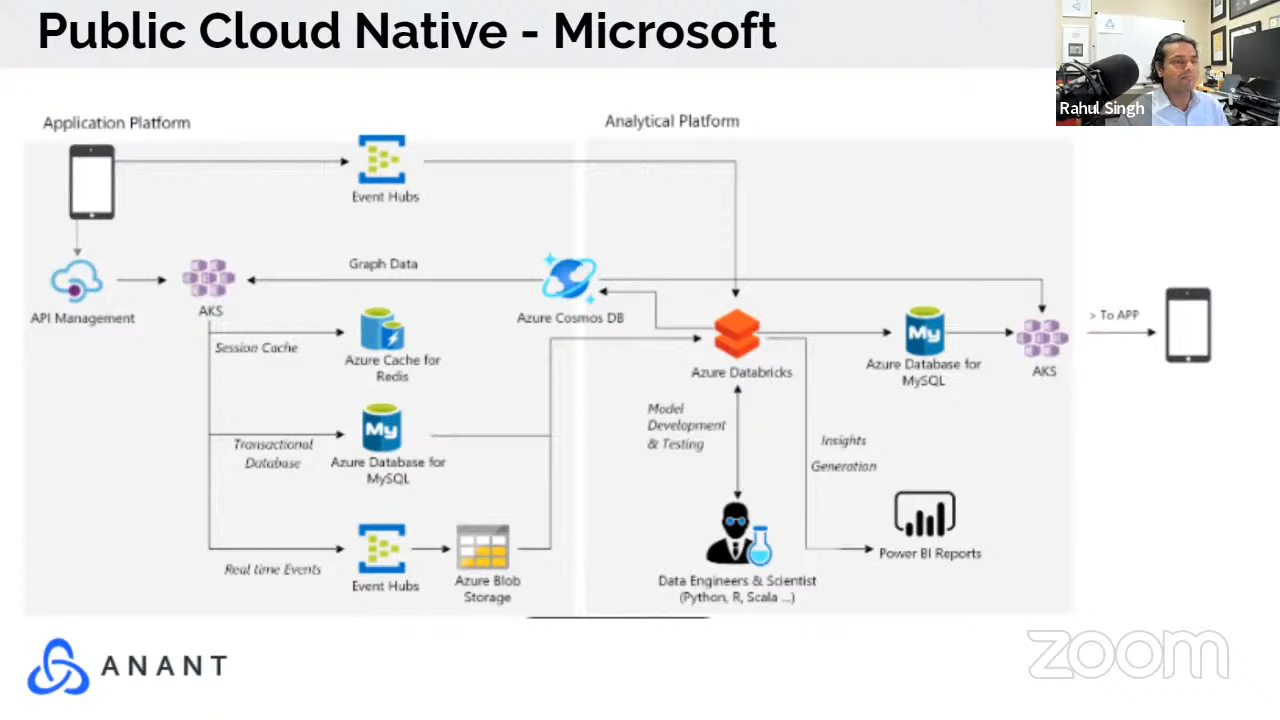 Public Cloud Native - Microsoft
Rahul Singh
Application Platform
Analytical Platform
Event Hubs
Graph Data
API Management
AKS
Azure Cosmos DB
Session Cache
Azure Cache for
Redis
Azure Databricks
Azure Database for
MySQL
AKS
> To APP
My
Transactional
Database
My
Azure Database for
MySQL
Model
Development
& Testing
Insights
Generation
Real time Events
Event Hubs
Azure Blob
Storage
Data Engineers & Scientist
(Python, R, Scala ...)
Power BI Reports
ANANT
zoom